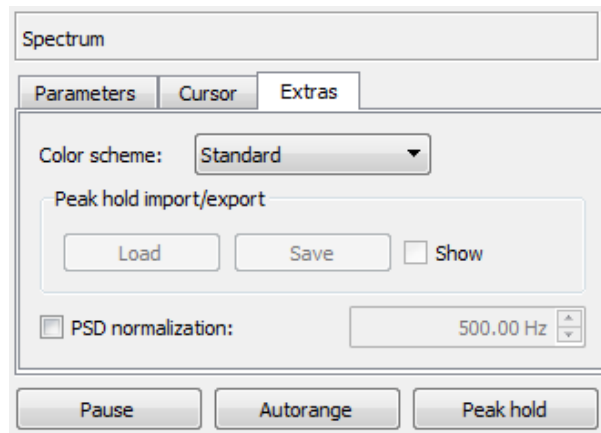 Spectrum
Parameters Cursor Extras
Color scheme: Standard
Peak hold import/export
Load Save Show
PSD normalization: 500.00 Hz
Pause Autorange Peak hold